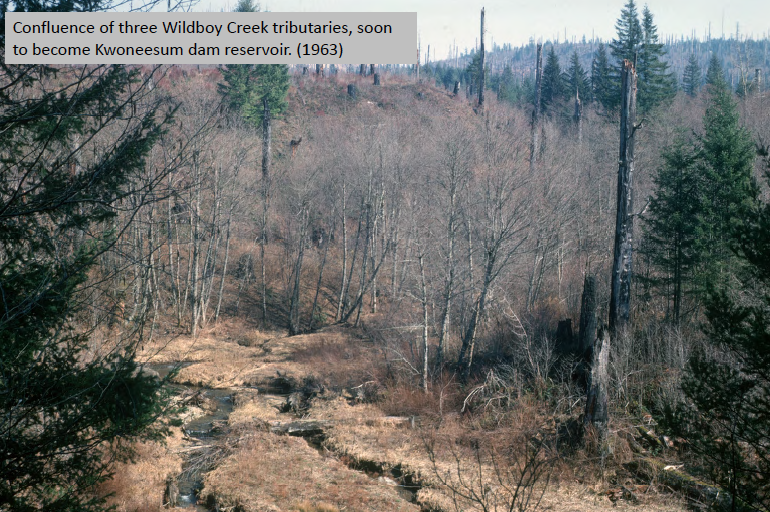 Confluence of three Wildboy Creek tributaries, soon
to become Kwoneesum dam reservoir. (1963)